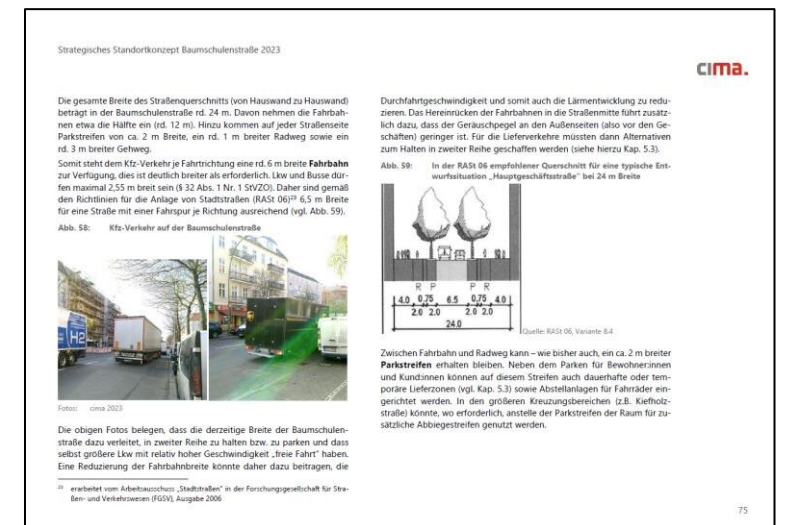 Strategisches Standortkonzept Baumschulenstraße 2023
cima.
Die gesamte Breite des Straßenquerschnitts (von Hauswand zu Hauswand)
beträgt in der Baumschulenstraße rd. 24 m. Davon nehmen die Fahrbah-
nen etwa die Hälfte ein (rd. 12 m). Hinzu kommen auf jeder Straßenseite
Parkstreifen von ca. 2 m Breite, ein rd. 1 m breiter Radweg sowie ein
rd. 3 m breiter Gehweg.
Somit steht dem Kfz-Verkehr je Fahrtrichtung eine rd. 6 m breite Fahrbahn
zur Verfügung, dies ist deutlich breiter als erforderlich. Lkw und Busse dür-
fen maximal 2,55 m breit sein (§ 32 Abs. 1 Nr. 1 StVZO). Daher sind gemäß
den Richtlinien für die Anlage von Stadtstraßen (RASt 06)²⁹ 6,5 m Breite
für eine Straße mit einer Fahrspur je Richtung ausreichend (vgl. Abb. 59).
Abb. 58: Kfz-Verkehr auf der Baumschulenstraße
H2
Fotos: cima 2023
Die obigen Fotos belegen, dass die derzeitige Breite der Baumschulen-
straße dazu verleitet, in zweiter Reihe zu halten bzw. zu parken und dass
selbst größere Lkw mit relativ hoher Geschwindigkeit „freie Fahrt" haben.
Eine Reduzierung der Fahrbahnbreite könnte daher dazu beitragen, die
²⁹ erarbeitet vom Arbeitsausschuss „Stadtstraßen" in der Forschungsgesellschaft für Stra-
ßen- und Verkehrswesen (FGSV), Ausgabe 2006
Durchfahrtgeschwindigkeit und somit auch die Lärmentwicklung zu redu-
zieren. Das Hereinrücken der Fahrbahnen in die Straßenmitte führt zusätz-
lich dazu, dass der Geräuschpegel an den Außenseiten (also vor den Ge-
schäften) geringer ist. Für die Lieferverkehre müssten dann Alternativen
zum Halten in zweiter Reihe geschaffen werden (siehe hierzu Kap. 5.3).
Abb. 59: In der RASt 06 empfohlener Querschnitt für eine typische Ent-
wurfssituation „Hauptgeschäftsstraße" bei 24 m Breite
R P P R
4.0 0.75 6.5 0.75 4.0
2.0 2.0 2.0 2.0
24.0
Quelle: RASt 06, Variante 8.4
Zwischen Fahrbahn und Radweg kann – wie bisher auch, ein ca. 2 m breiter
Parkstreifen erhalten bleiben. Neben dem Parken für Bewohner:innen
und Kund:innen können auf diesem Streifen auch dauerhafte oder tem-
poräre Lieferzonen (vgl. Kap. 5.3) sowie Abstellanlagen für Fahrräder ein-
gerichtet werden. In den größeren Kreuzungsbereichen (z.B. Kiefholz-
straße) könnte, wo erforderlich, anstelle der Parkstreifen der Raum für zu-
sätzliche Abbiegestreifen genutzt werden.
75